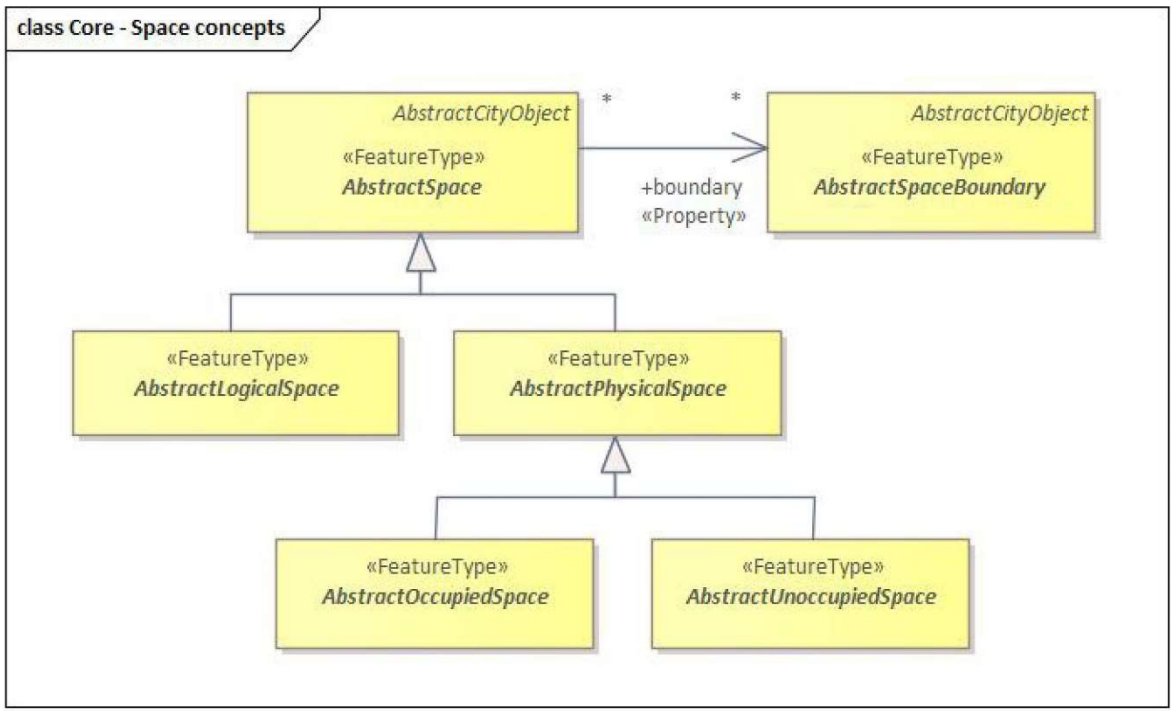 class Core - Space concepts
AbstractCityObject
«FeatureType»
AbstractSpace
*
*
+boundary
«Property»
AbstractCityObject
«FeatureType»
AbstractSpaceBoundary
«FeatureType»
AbstractLogicalSpace
«FeatureType»
AbstractPhysicalSpace
«FeatureType»
AbstractOccupiedSpace
«FeatureType»
AbstractUnoccupiedSpace